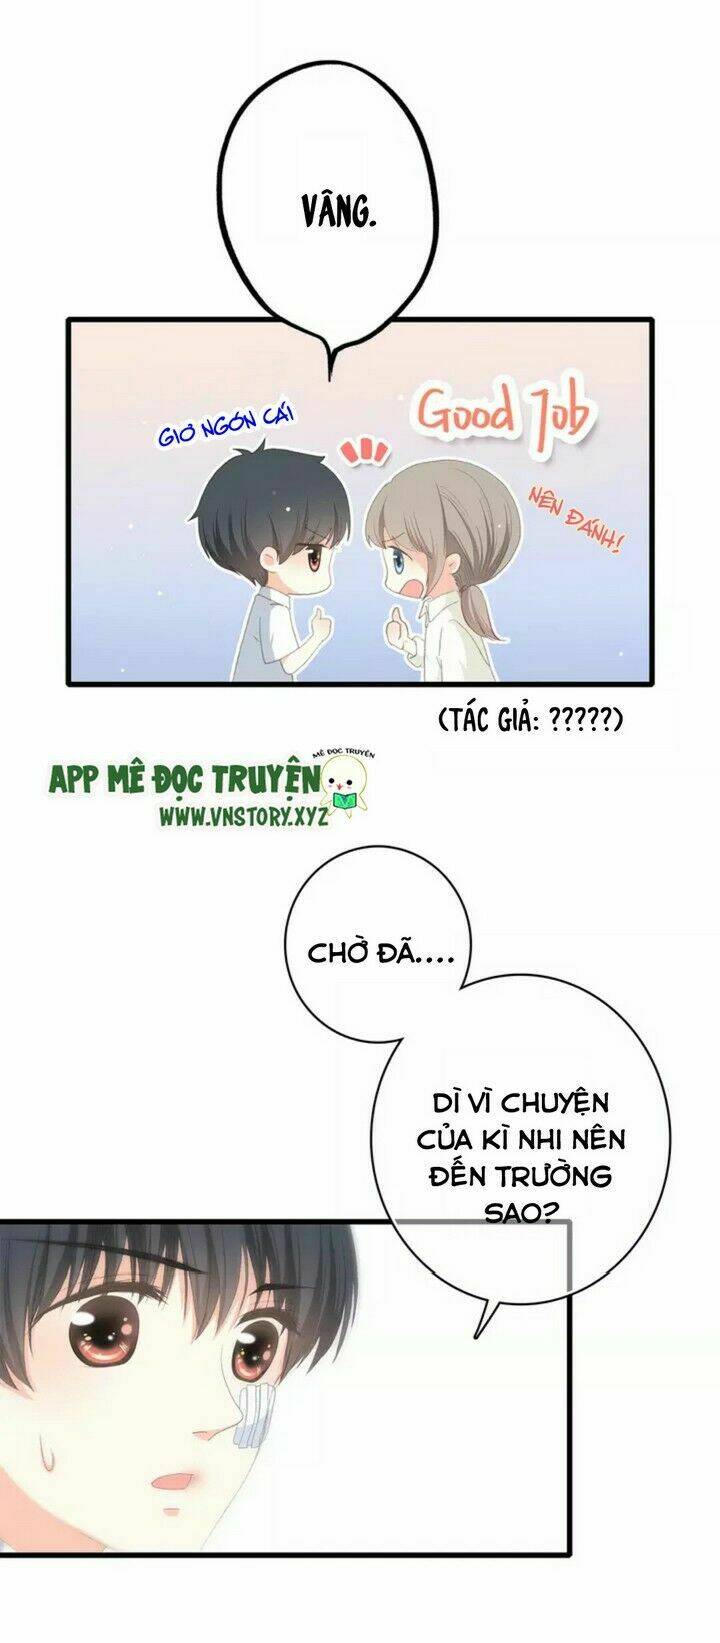 VÂNG.
GIƠ NGÓN CÁI
Good Job
NÊN ĐÁNH!
(TÁC GIẢ: ?????)
MÊ ĐỌC TRUYỆN
APP MÊ ĐỌC TRUYỆN
WWW.VNSTORY.XYZ
CHỜ ĐÃ....
DÌ VÌ CHUYỆN
CỦA KÌ NHI NÊN
ĐẾN TRƯỜNG
SAO?